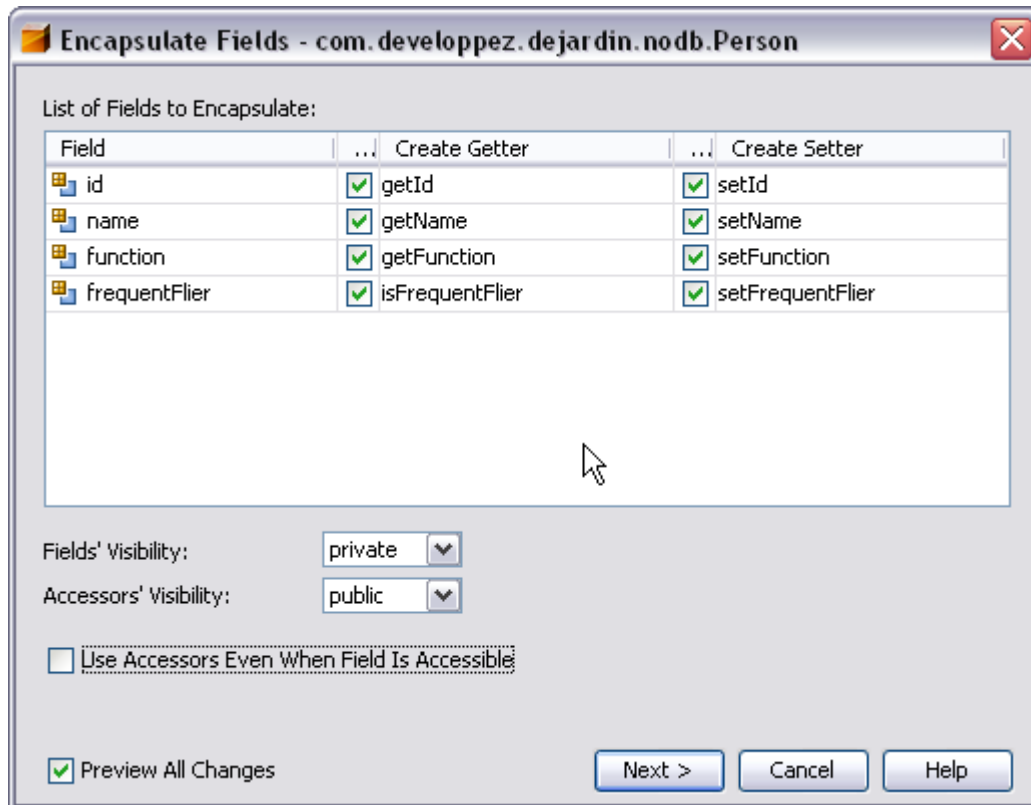 Encapsulate Fields - com.developpez.dejardin.nodb.Person
List of Fields to Encapsulate:
Field ... Create Getter ... Create Setter
id getId setId
name getName setName
function getFunction setFunction
frequentFlier isFrequentFlier setFrequentFlier
Fields' Visibility: private
Accessors' Visibility: public
Use Accessors Even When Field Is Accessible
Preview All Changes Next > Cancel Help